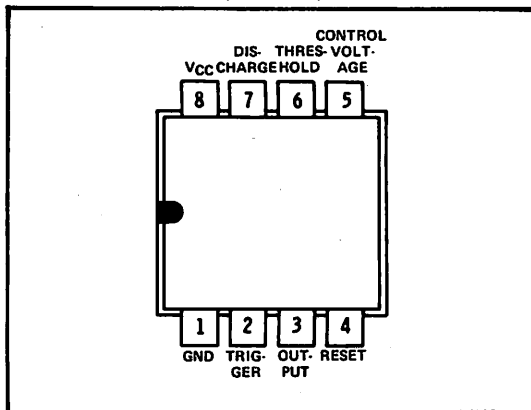 CONTROL
DIS- THRES- VOLT-
VCC CHARGE HOLD AGE
8 7 6 5
1 2 3 4
GND TRIG- OUT- RESET
GER PUT